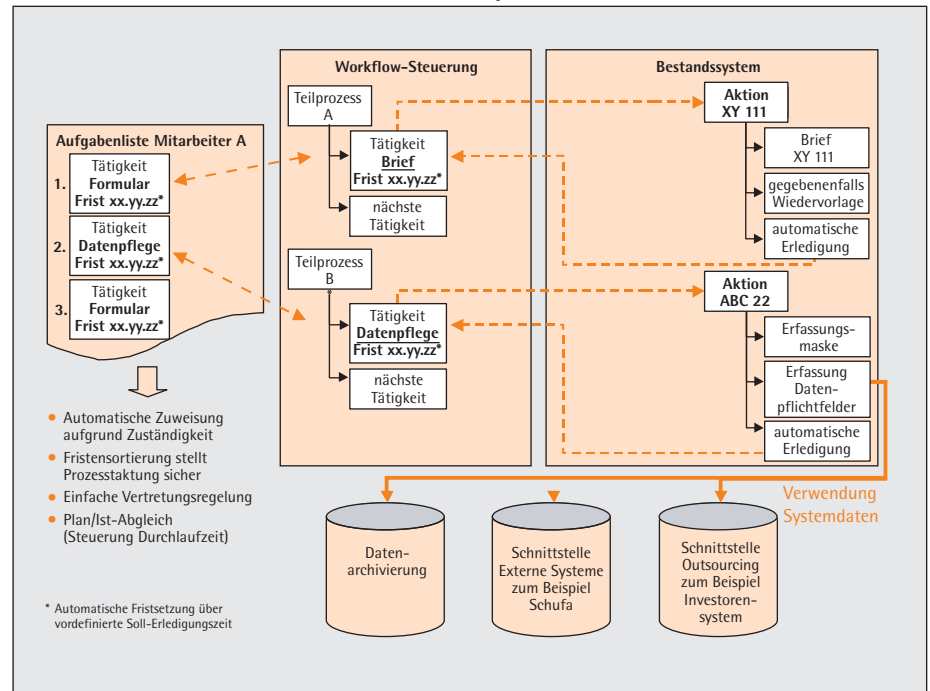 Workflow-Steuerung
Bestandssystem
Aufgabenliste Mitarbeiter A
1.
Tätigkeit
Formular
Frist xx.yy.zz*
2.
Tätigkeit
Datenpflege
Frist xx.yy.zz*
3.
Tätigkeit
Formular
Frist xx.yy.zz*
Teilprozess
A
Tätigkeit
Brief
Frist xx.yy.zz*
nächste
Tätigkeit
Teilprozess
B
*
Tätigkeit
Datenpflege
Frist xx.yy.zz*
nächste
Tätigkeit
Aktion
XY 111
Brief
XY 111
gegebenenfalls
Wiedervorlage
automatische
Erledigung
Aktion
ABC 22
Erfassungs-
maske
Erfassung
Daten-
pflichtfelder
automatische
Erledigung
• Automatische Zuweisung
aufgrund Zuständigkeit
• Fristensortierung stellt
Prozesstaktung sicher
• Einfache Vertretungsregelung
• Plan/Ist-Abgleich
(Steuerung Durchlaufzeit)
Verwendung
Systemdaten
Daten-
archivierung
Schnittstelle
Externe Systeme
zum Beispiel
Schufa
Schnittstelle
Outsourcing
zum Beispiel
Investoren-
system
* Automatische Fristsetzung über
vordefinierte Soll-Erledigungszeit